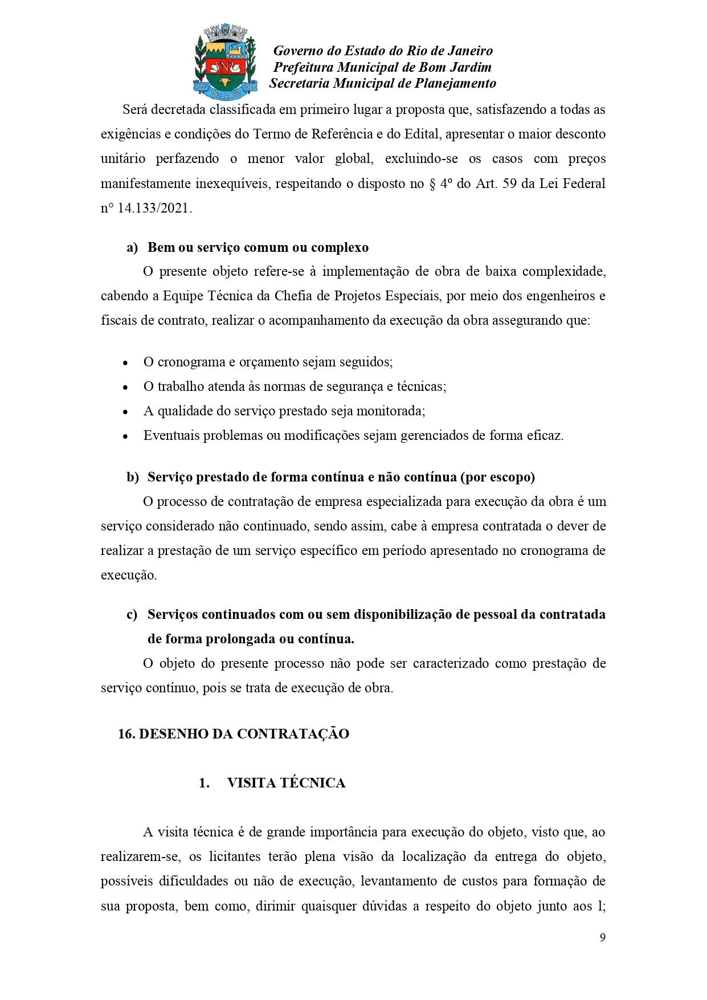 Governo do Estado do Rio de Janeiro
Prefeitura Municipal de Bom Jardim
Secretaria Municipal de Planejamento
1893 1926
BOM JARDIM
Será decretada classificada em primeiro lugar a proposta que, satisfazendo a todas as
exigências e condições do Termo de Referência e do Edital, apresentar o maior desconto
unitário perfazendo o menor valor global, excluindo-se os casos com preços
manifestamente inexequíveis, respeitando o disposto no § 4º do Art. 59 da Lei Federal
n° 14.133/2021.
a) Bem ou serviço comum ou complexo
O presente objeto refere-se à implementação de obra de baixa complexidade,
cabendo a Equipe Técnica da Chefia de Projetos Especiais, por meio dos engenheiros e
fiscais de contrato, realizar o acompanhamento da execução da obra assegurando que:
• O cronograma e orçamento sejam seguidos;
• O trabalho atenda às normas de segurança e técnicas;
• A qualidade do serviço prestado seja monitorada;
• Eventuais problemas ou modificações sejam gerenciados de forma eficaz.
b) Serviço prestado de forma contínua e não contínua (por escopo)
O processo de contratação de empresa especializada para execução da obra é um
serviço considerado não continuado, sendo assim, cabe à empresa contratada o dever de
realizar a prestação de um serviço específico em período apresentado no cronograma de
execução.
c) Serviços continuados com ou sem disponibilização de pessoal da contratada
de forma prolongada ou contínua.
O objeto do presente processo não pode ser caracterizado como prestação de
serviço contínuo, pois se trata de execução de obra.
16. DESENHO DA CONTRATAÇÃO
1. VISITA TÉCNICA
A visita técnica é de grande importância para execução do objeto, visto que, ao
realizarem-se, os licitantes terão plena visão da localização da entrega do objeto,
possíveis dificuldades ou não de execução, levantamento de custos para formação de
sua proposta, bem como, dirimir quaisquer dúvidas a respeito do objeto junto aos l;
9